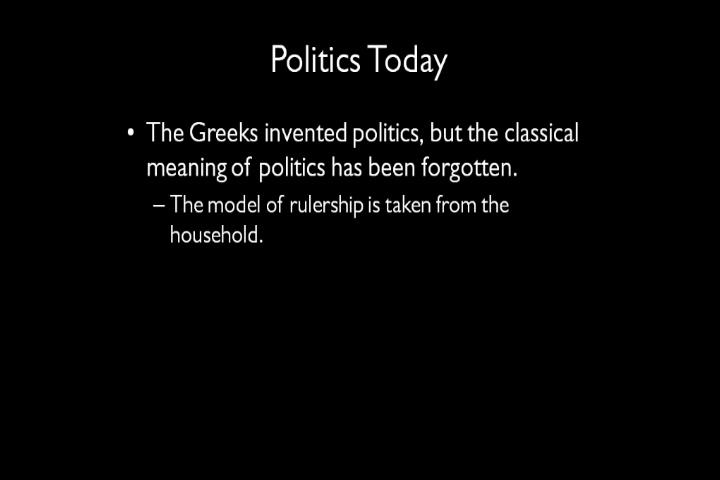 Politics Today
• The Greeks invented politics, but the classical
meaning of politics has been forgotten.
– The model of rulership is taken from the
household.